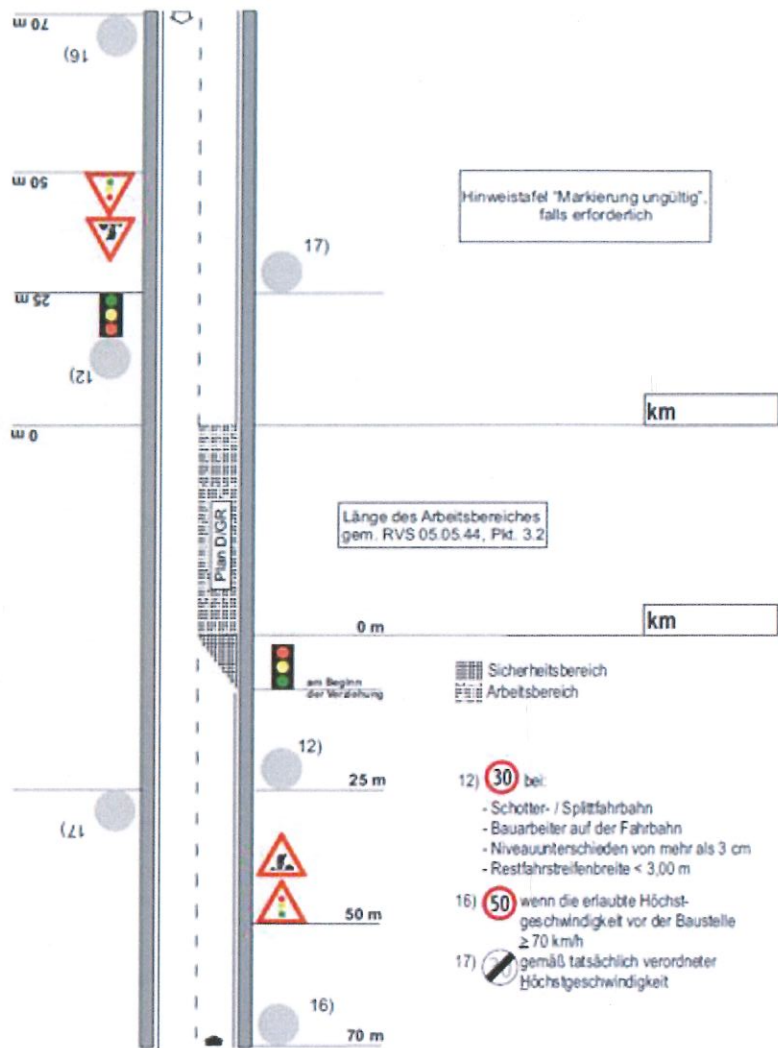 70 m
16)
50 m
Hinweistafel "Markierung ungültig",
falls erforderlich
17)
25 m
12)
km
0 m
Plan D/GR
Länge des Arbeitsbereiches
gem. RVS 05.05.44, Pkt. 3.2
km
0 m
Sicherheitsbereich
am Beginn
der Verziehung
Arbeitsbereich
12)
25 m
17)
12) 30 bei:
- Schotter- / Splittfahrbahn
- Bauarbeiter auf der Fahrbahn
- Niveauunterschieden von mehr als 3 cm
- Restfahrstreifenbreite < 3,00 m
50 m
16) 50 wenn die erlaubte Höchst-
geschwindigkeit vor der Baustelle
≥ 70 km/h
17) gemäß tatsächlich verordneter
Höchstgeschwindigkeit
16)
70 m